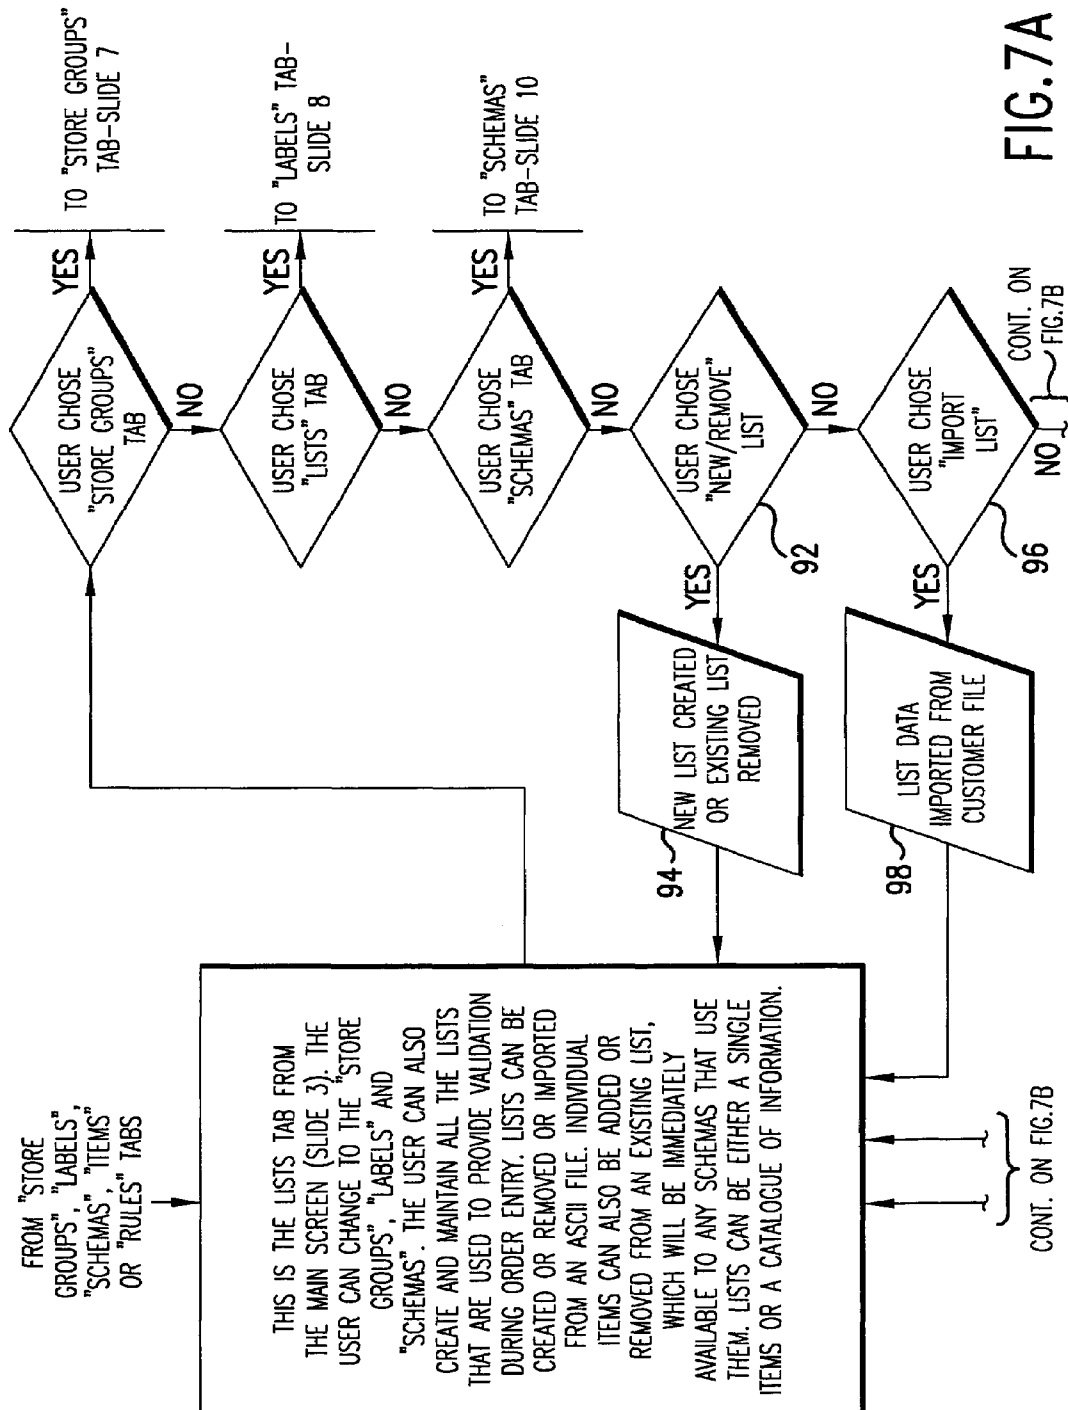 FROM "STORE
GROUPS", "LABELS",
"SCHEMAS", "ITEMS"
OR "RULES" TABS
THIS IS THE LISTS TAB FROM
THE MAIN SCREEN (SLIDE 3). THE
USER CAN CHANGE TO THE "STORE
GROUPS", "LABELS" AND
"SCHEMAS". THE USER CAN ALSO
CREATE AND MAINTAIN ALL THE LISTS
THAT ARE USED TO PROVIDE VALIDATION
DURING ORDER ENTRY. LISTS CAN BE
CREATED OR REMOVED OR IMPORTED
FROM AN ASCII FILE. INDIVIDUAL
ITEMS CAN ALSO BE ADDED OR
REMOVED FROM AN EXISTING LIST,
WHICH WILL BE IMMEDIATELY
AVAILABLE TO ANY SCHEMAS THAT USE
THEM. LISTS CAN BE EITHER A SINGLE
ITEMS OR A CATALOGUE OF INFORMATION.
CONT. ON FIG.7B
USER CHOSE
"STORE GROUPS"
TAB
YES
TO "STORE GROUPS"
TAB-SLIDE 7
NO
USER CHOSE
"LISTS" TAB
YES
TO "LABELS" TAB-
SLIDE 8
NO
USER CHOSE
"SCHEMAS" TAB
YES
TO "SCHEMAS"
TAB-SLIDE 10
NO
USER CHOSE
"NEW/REMOVE"
LIST
92
YES
NEW LIST CREATED
OR EXISTING LIST
REMOVED
94
NO
USER CHOSE
"IMPORT
LIST"
96
YES
LIST DATA
IMPORTED FROM
CUSTOMER FILE
98
NO
CONT. ON
FIG.7B
FIG.7A